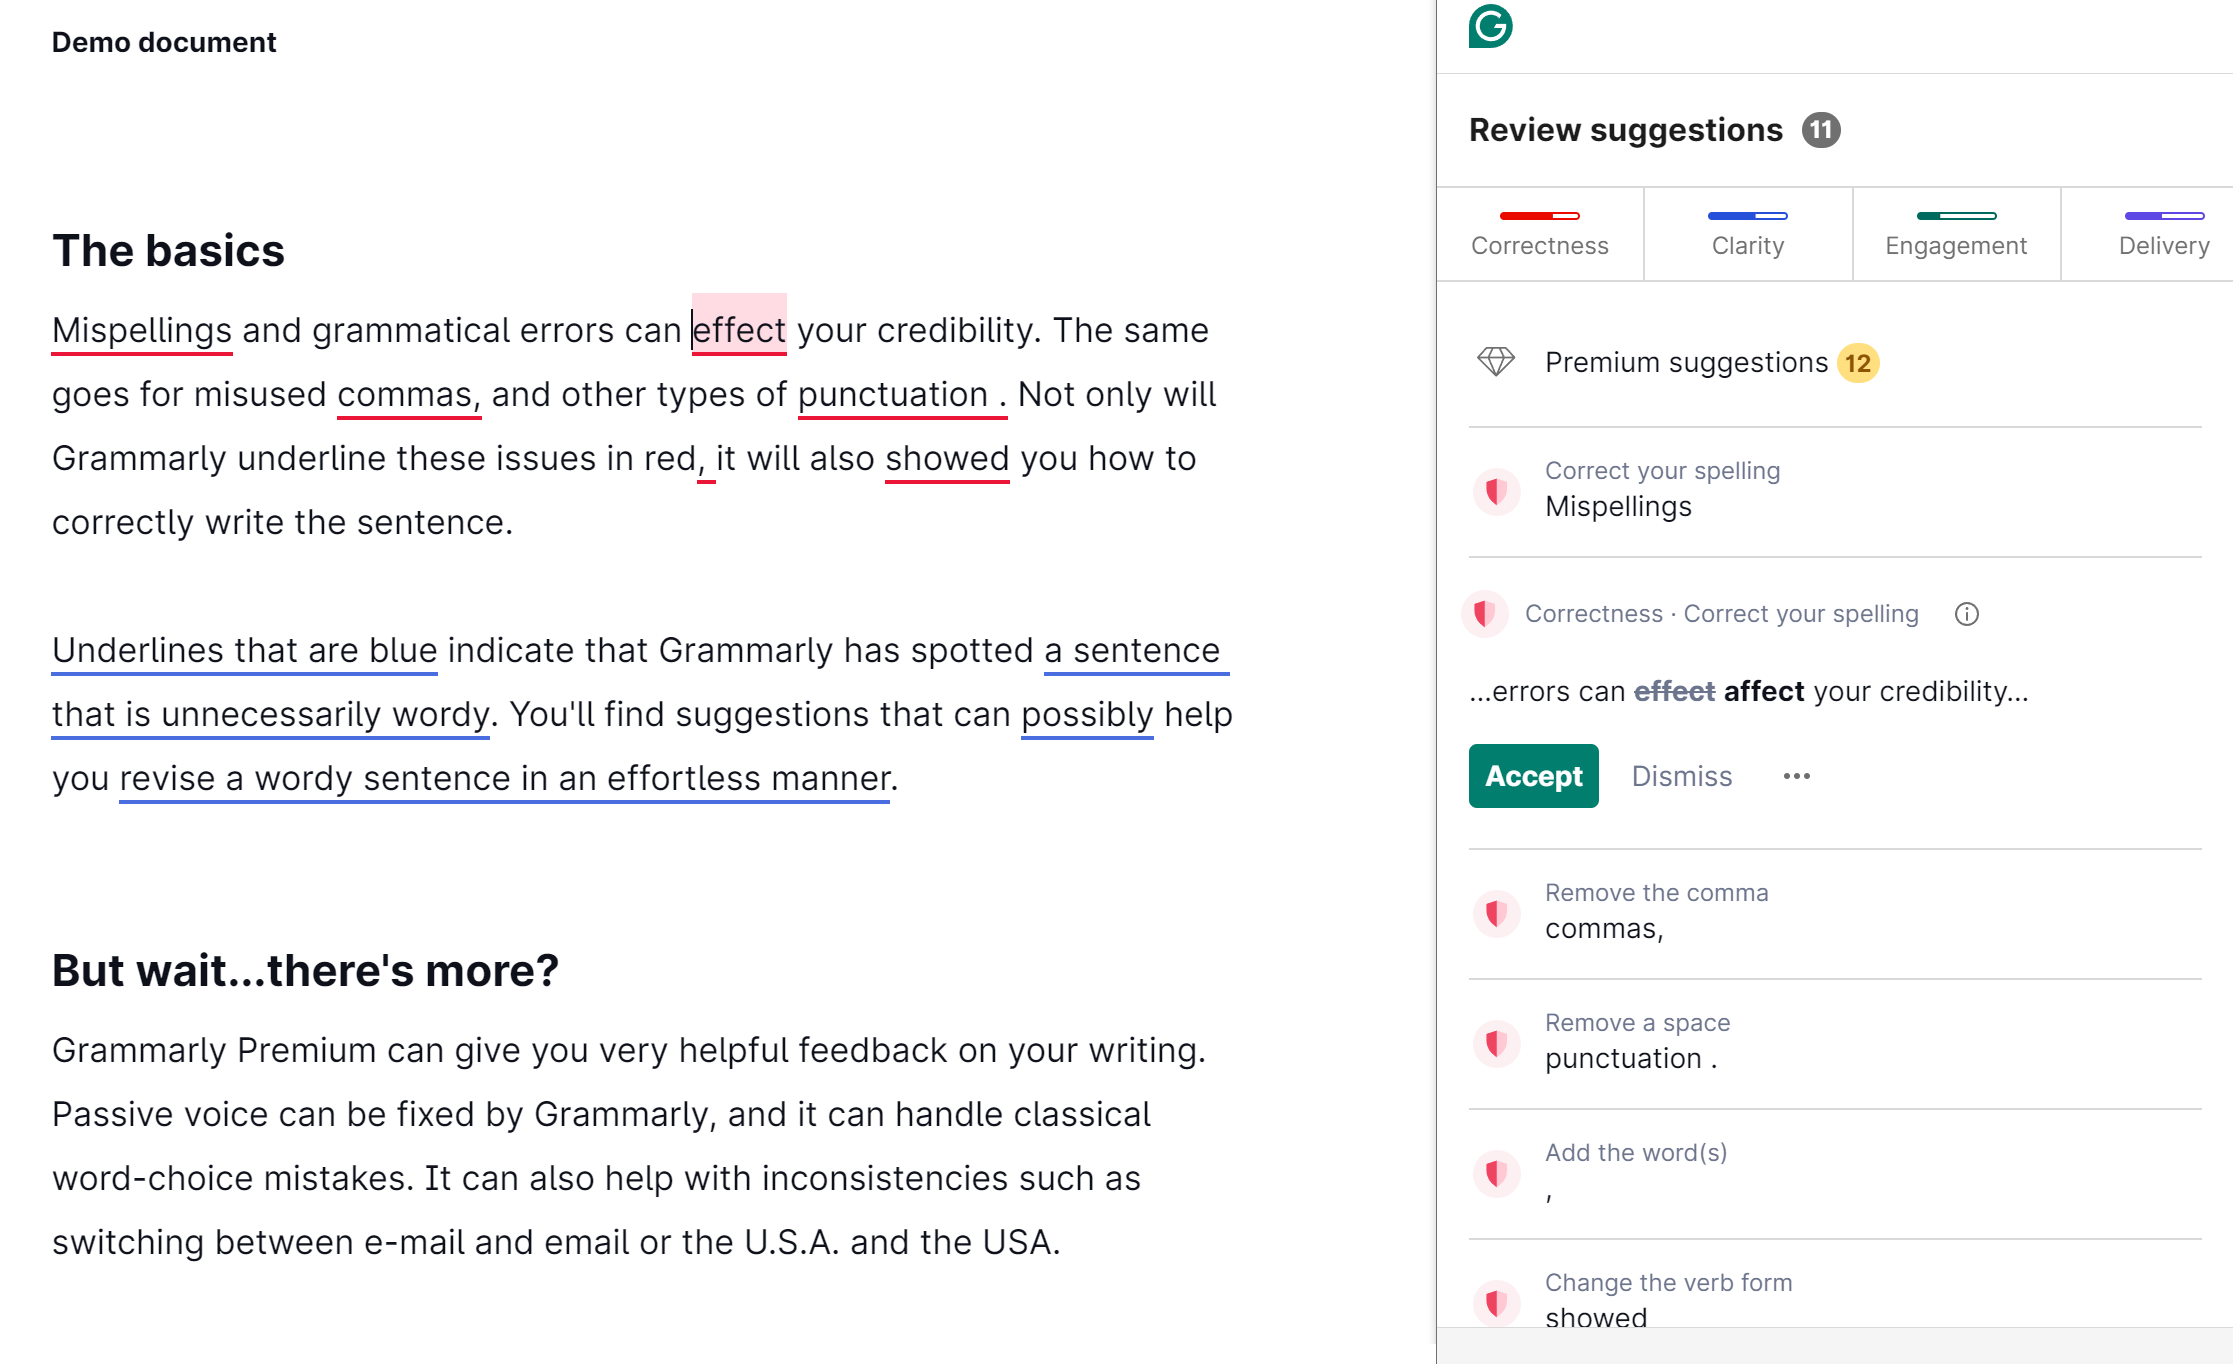 Demo document
The basics
Mispellings and grammatical errors can effect your credibility. The same
goes for misused commas, and other types of punctuation . Not only will
Grammarly underline these issues in red, it will also showed you how to
correctly write the sentence.
Underlines that are blue indicate that Grammarly has spotted a sentence
that is unnecessarily wordy. You'll find suggestions that can possibly help
you revise a wordy sentence in an effortless manner.
But wait...there's more?
Grammarly Premium can give you very helpful feedback on your writing.
Passive voice can be fixed by Grammarly, and it can handle classical
word-choice mistakes. It can also help with inconsistencies such as
switching between e-mail and email or the U.S.A. and the USA.
G
Review suggestions 11
Correctness Clarity Engagement Delivery
Premium suggestions 12
Correct your spelling
Mispellings
Correctness · Correct your spelling
...errors can effect affect your credibility...
Accept Dismiss
Remove the comma
commas,
Remove a space
punctuation .
Add the word(s)
,
Change the verb form
showed